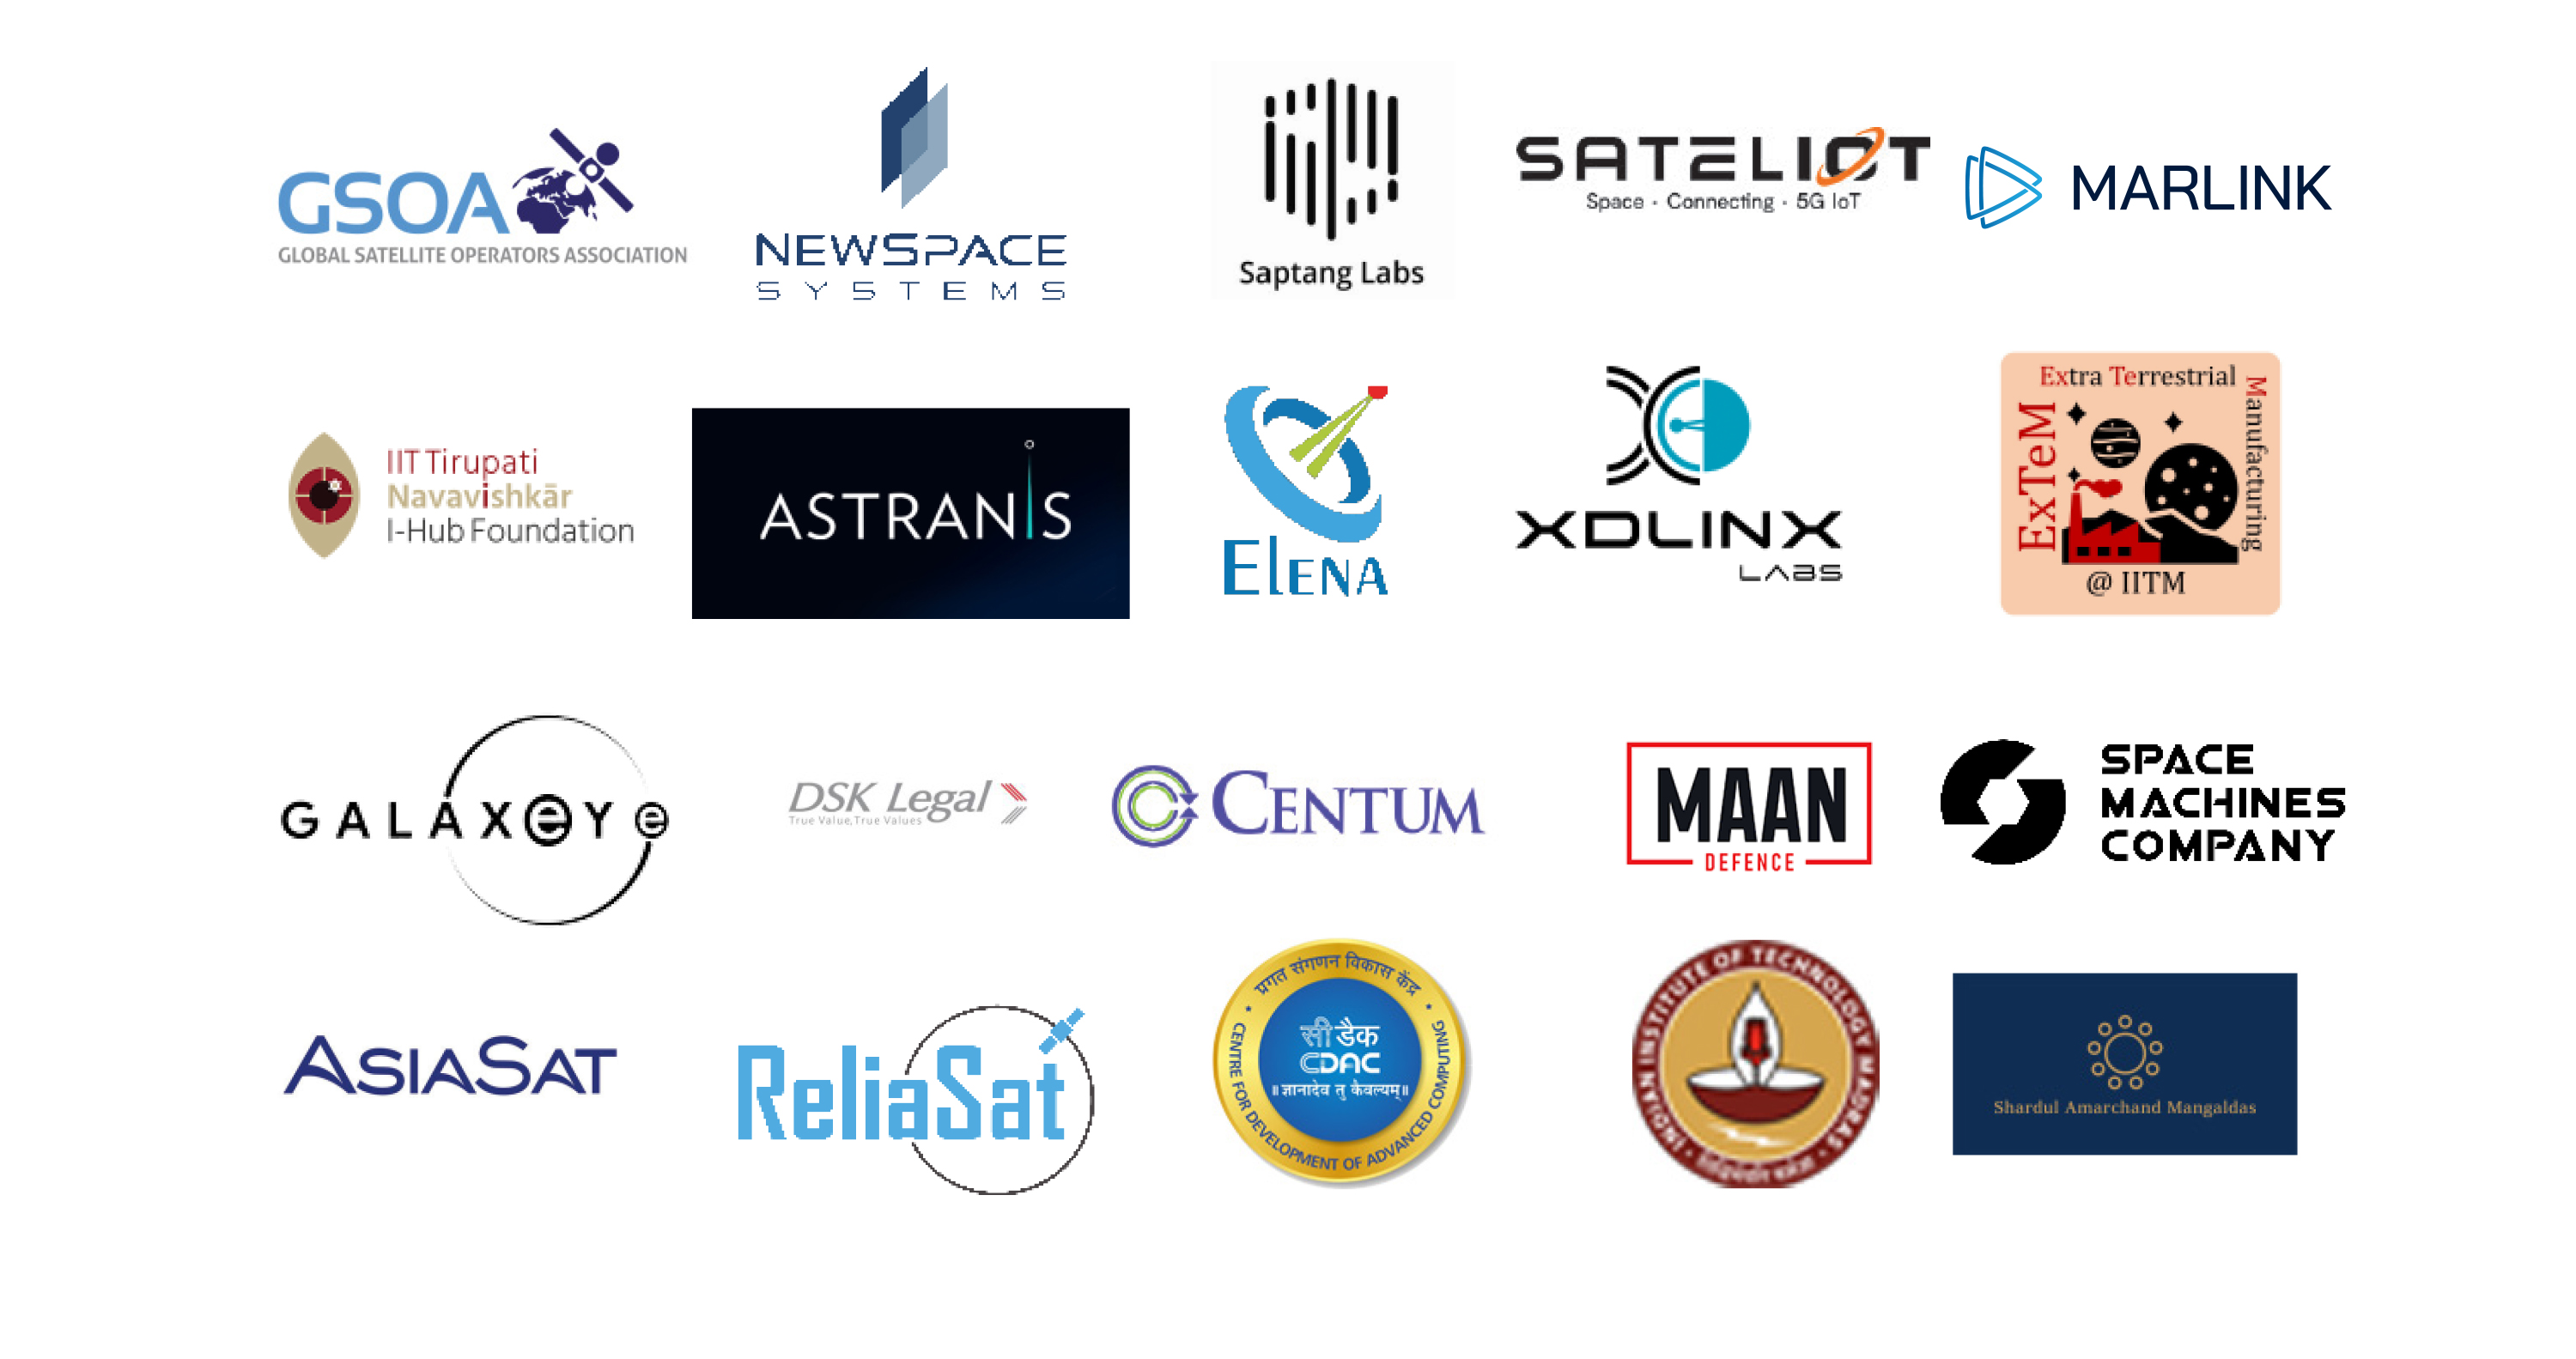 GSOA
GLOBAL SATELLITE OPERATORS ASSOCIATION
NEWSPACE
SYSTEMS
Saptang Labs
SATELIOT
Space · Connecting · 5G IoT
MARLINK
IIT Tirupati
Navavishkār
I-Hub Foundation
ASTRANIS
ELENA
XDLINX
LABS
Extra Terrestrial
Manufacturing
ExTeM
@ IITM
GALAXEYE
DSK Legal
True Value, True Values
CENTUM
MAAN
DEFENCE
SPACE
MACHINES
COMPANY
ASIASAT
ReliaSat
प्रगत संगणन विकास केंद्र
सी डैक
CDAC
॥ ज्ञानादेव तु कैवल्यम् ॥
CENTRE FOR DEVELOPMENT OF ADVANCED COMPUTING
INDIAN INSTITUTE OF TECHNOLOGY MADRAS
Shardul Amarchand Mangaldas